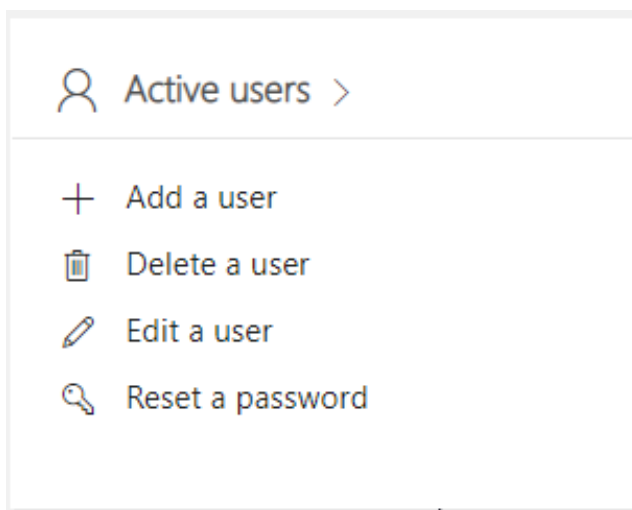 Active users >
Add a user
Delete a user
Edit a user
Reset a password